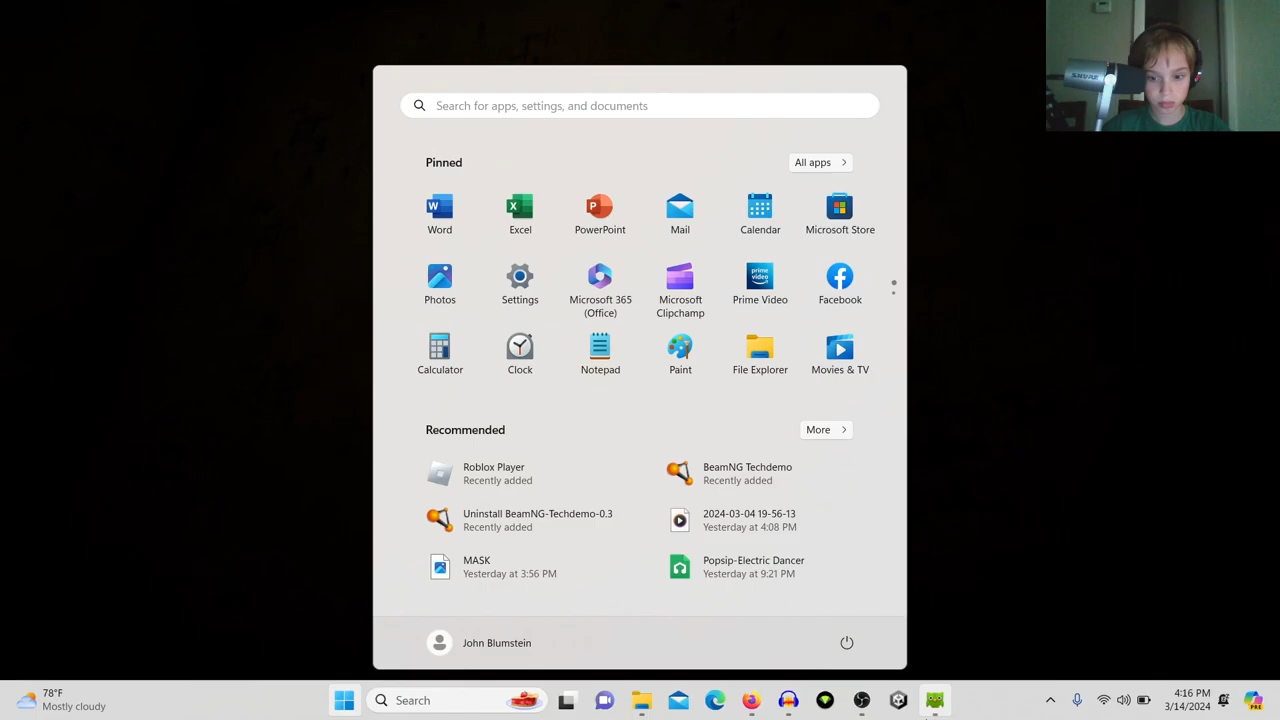 Search for apps, settings, and documents
Pinned
All apps
Word
Excel
PowerPoint
Mail
Calendar
Microsoft Store
Photos
Settings
Microsoft 365
(Office)
Microsoft
Clipchamp
prime
video
Prime Video
Facebook
Calculator
Clock
Notepad
Paint
File Explorer
Movies & TV
Recommended
More
Roblox Player
Recently added
BeamNG Techdemo
Recently added
Uninstall BeamNG-Techdemo-0.3
Recently added
2024-03-04 19-56-13
Yesterday at 4:08 PM
MASK
Yesterday at 3:56 PM
Popsip-Electric Dancer
Yesterday at 9:21 PM
John Blumstein
SHURE
78°F
Mostly cloudy
Search
4:16 PM
3/14/2024
PRE